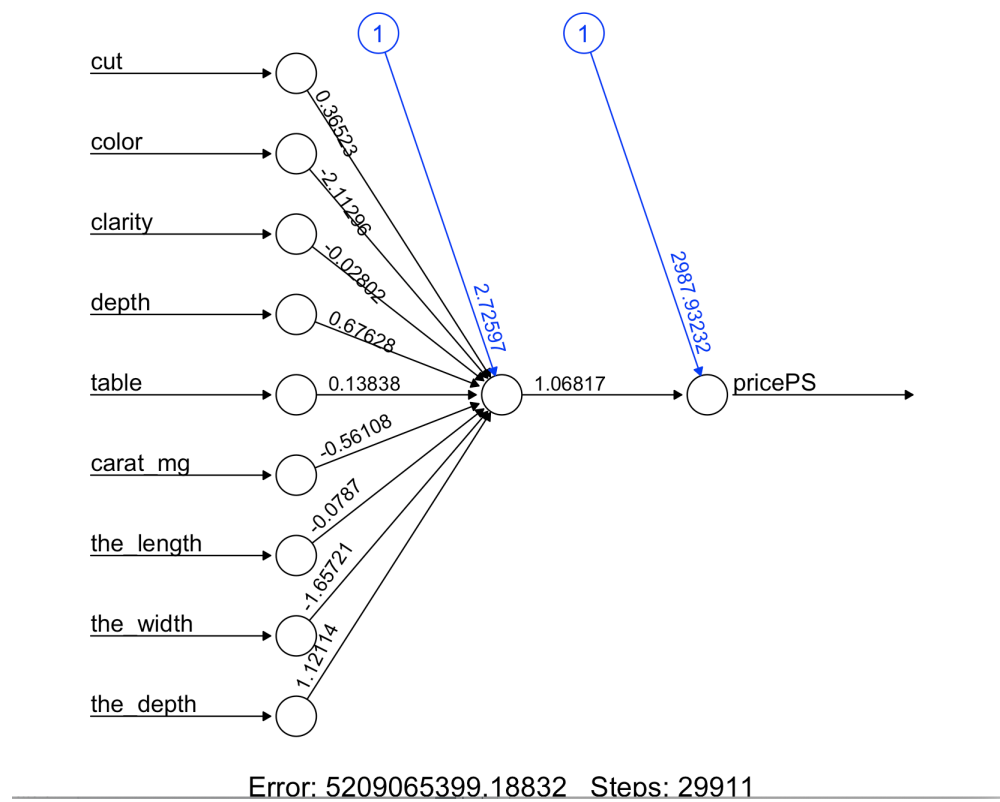 1
1
cut
0.36523
color
-2.11296
clarity
-0.02802
depth
0.67628
2.72597
2987.93232
table
0.13838
1.06817
pricePS
carat_mg
-0.56108
the_length
-0.0787
the_width
-1.65721
the_depth
1.12114
Error: 5209065399.18832 Steps: 29911